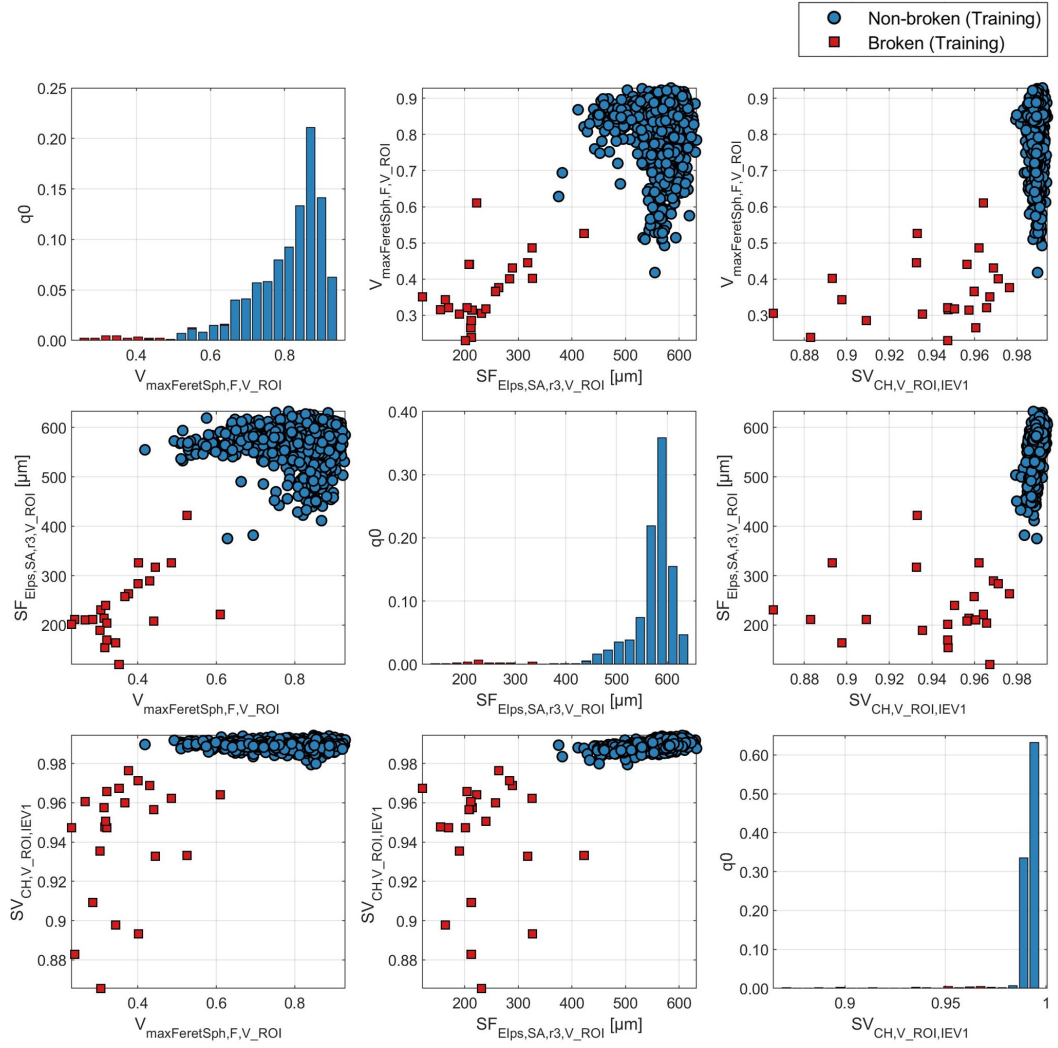 Non-broken (Training)
Broken (Training)
0.25
0.20
0.15
0.10
0.05
0.00
q0
0.4 0.6 0.8
V_maxFeretSph,F,V_ROI
0.9
0.8
0.7
0.6
0.5
0.4
0.3
V_maxFeretSph,F,V_ROI
200 300 400 500 600
SF_Elps,SA,r3,V_ROI [µm]
0.9
0.8
0.7
0.6
0.5
0.4
0.3
V_maxFeretSph,F,V_ROI
0.88 0.9 0.92 0.94 0.96 0.98
SV_CH,V_ROI,IEV1
600
500
400
300
200
SF_Elps,SA,r3,V_ROI [µm]
0.4 0.6 0.8
V_maxFeretSph,F,V_ROI
0.40
0.30
0.20
0.10
0.00
q0
200 300 400 500 600
SF_Elps,SA,r3,V_ROI [µm]
600
500
400
300
200
SF_Elps,SA,r3,V_ROI [µm]
0.88 0.9 0.92 0.94 0.96 0.98
SV_CH,V_ROI,IEV1
0.98
0.96
0.94
0.92
0.9
0.88
SV_CH,V_ROI,IEV1
0.4 0.6 0.8
V_maxFeretSph,F,V_ROI
0.98
0.96
0.94
0.92
0.9
0.88
SV_CH,V_ROI,IEV1
200 300 400 500 600
SF_Elps,SA,r3,V_ROI [µm]
0.60
0.50
0.40
0.30
0.20
0.10
0.00
q0
0.9 0.95 1
SV_CH,V_ROI,IEV1